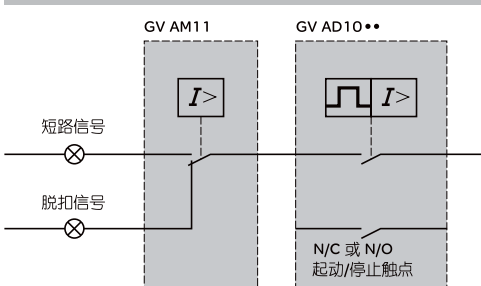 GV AM11
GV AD10••
I>
I>
短路信号
脱扣信号
N/C 或 N/O
起动/停止触点